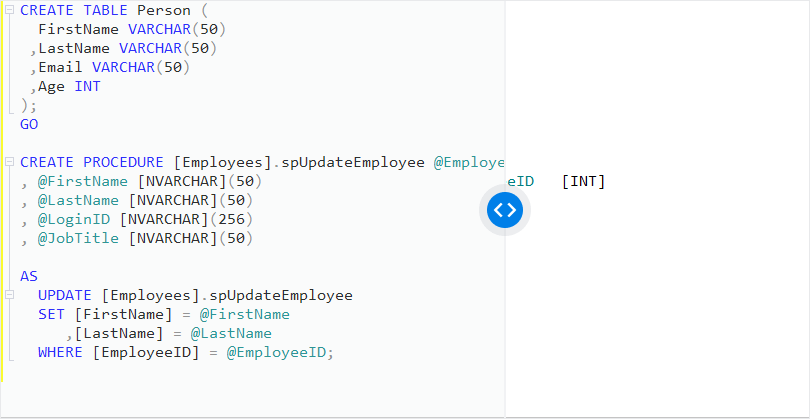 CREATE TABLE Person (
FirstName VARCHAR(50)
,LastName VARCHAR(50)
,Email VARCHAR(50)
,Age INT
);
GO
CREATE PROCEDURE [Employees].spUpdateEmployee @Employe
, @FirstName [NVARCHAR](50) eID [INT]
, @LastName [NVARCHAR](50)
, @LoginID [NVARCHAR](256)
, @JobTitle [NVARCHAR](50)
AS
UPDATE [Employees].spUpdateEmployee
SET [FirstName] = @FirstName
,[LastName] = @LastName
WHERE [EmployeeID] = @EmployeeID;